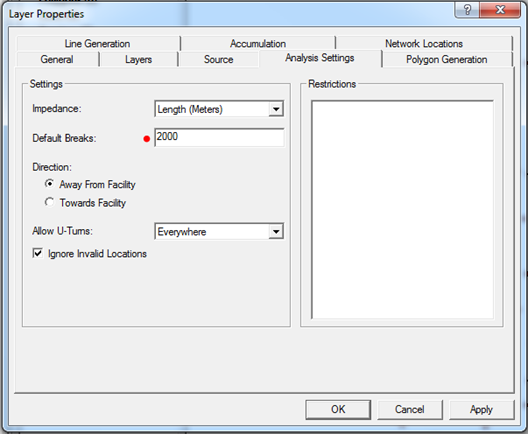 Layer Properties
?
Line Generation
Accumulation
Network Locations
General
Layers
Source
Analysis Settings
Polygon Generation
Settings
Impedance:
Length (Meters)
Default Breaks:
2000
Direction:
Away From Facility
Towards Facility
Allow U-Turns:
Everywhere
Ignore Invalid Locations
Restrictions
OK
Cancel
Apply